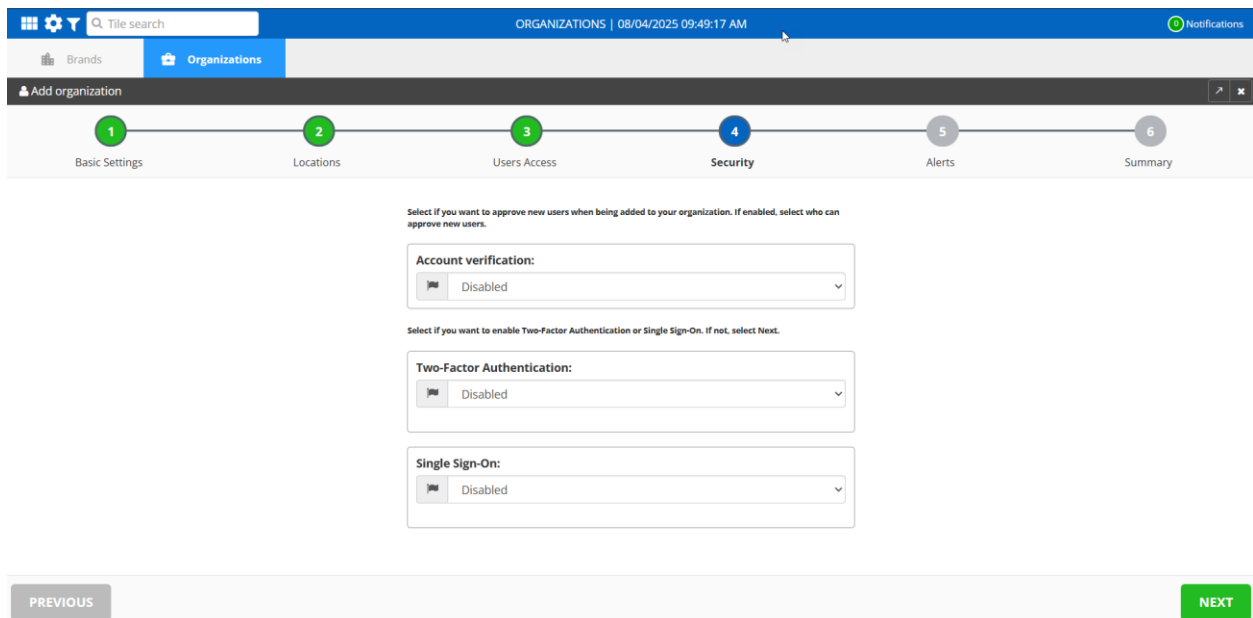 Tile search
ORGANIZATIONS | 08/04/2025 09:49:17 AM
0 Notifications
Brands
Organizations
Add organization
1
2
3
4
5
6
Basic Settings
Locations
Users Access
Security
Alerts
Summary
Select if you want to approve new users when being added to your organization. If enabled, select who can
approve new users.
Account verification:
Disabled
Select if you want to enable Two-Factor Authentication or Single Sign-On. If not, select Next.
Two-Factor Authentication:
Disabled
Single Sign-On:
Disabled
PREVIOUS
NEXT